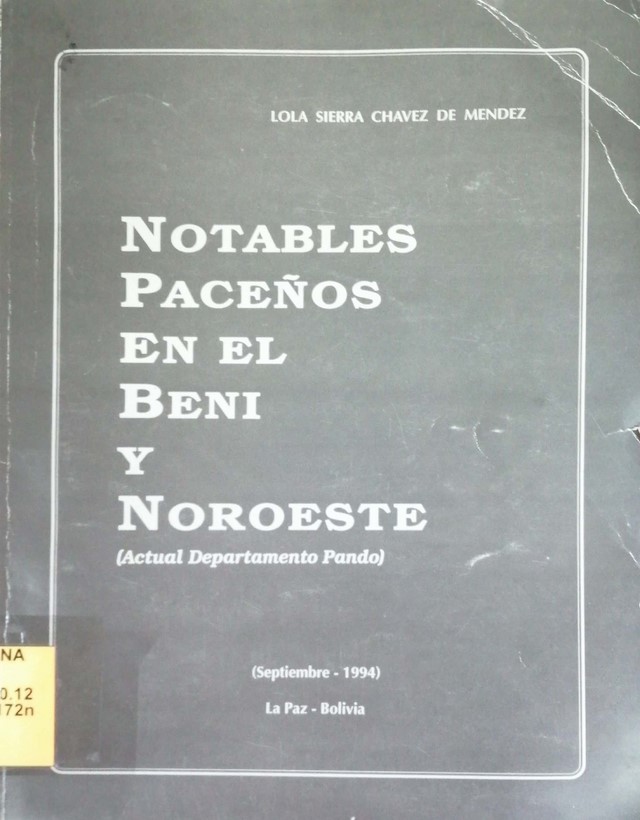 LOLA SIERRA CHAVEZ DE MENDEZ
NOTABLES
PACEÑOS
EN EL
BENI
Y
NOROESTE
(Actual Departamento Pando)
(Septiembre - 1994)
La Paz - Bolivia
NA
0.12
172n